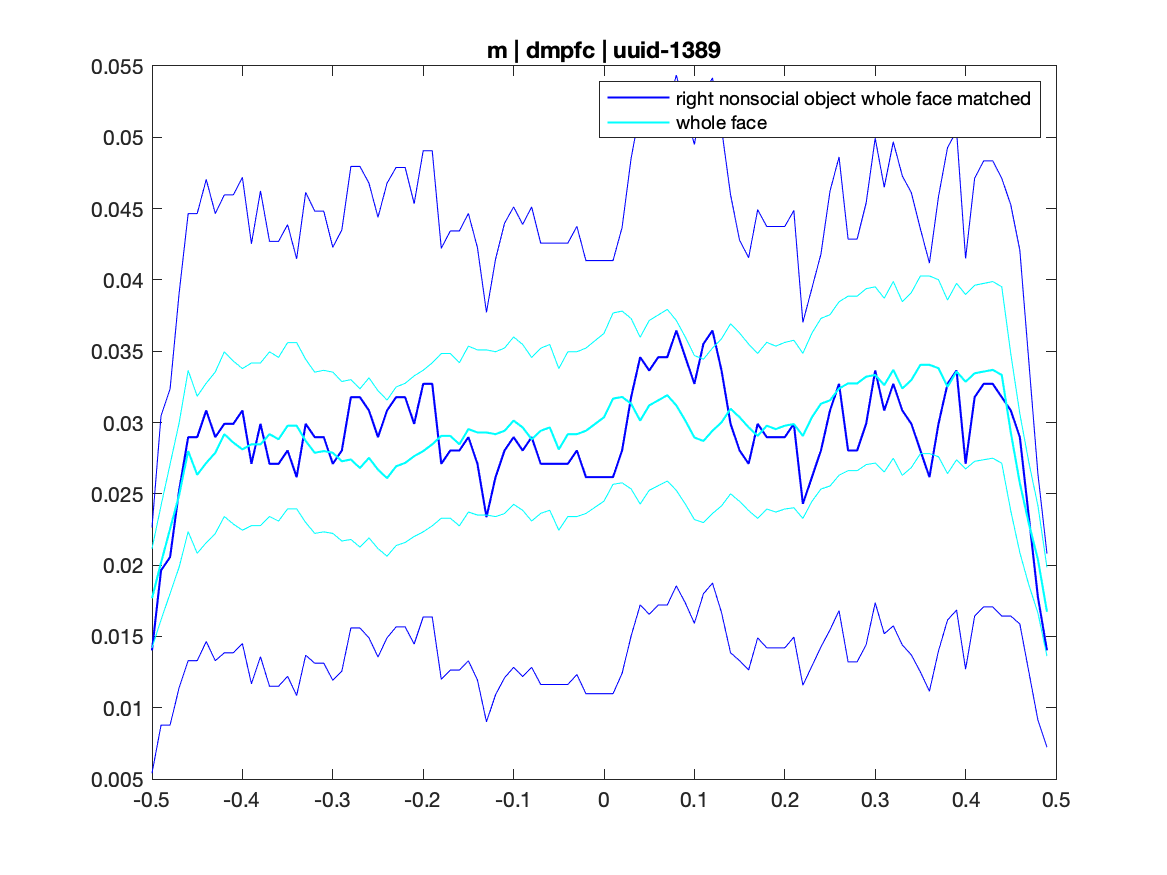 m | dmpfc | uuid-1389
0.055
right nonsocial object whole face matched
whole face
0.05
0.045
0.04
0.035
0.03
0.025
0.02
0.015
0.01
0.005
-0.5 -0.4 -0.3 -0.2 -0.1 0 0.1 0.2 0.3 0.4 0.5